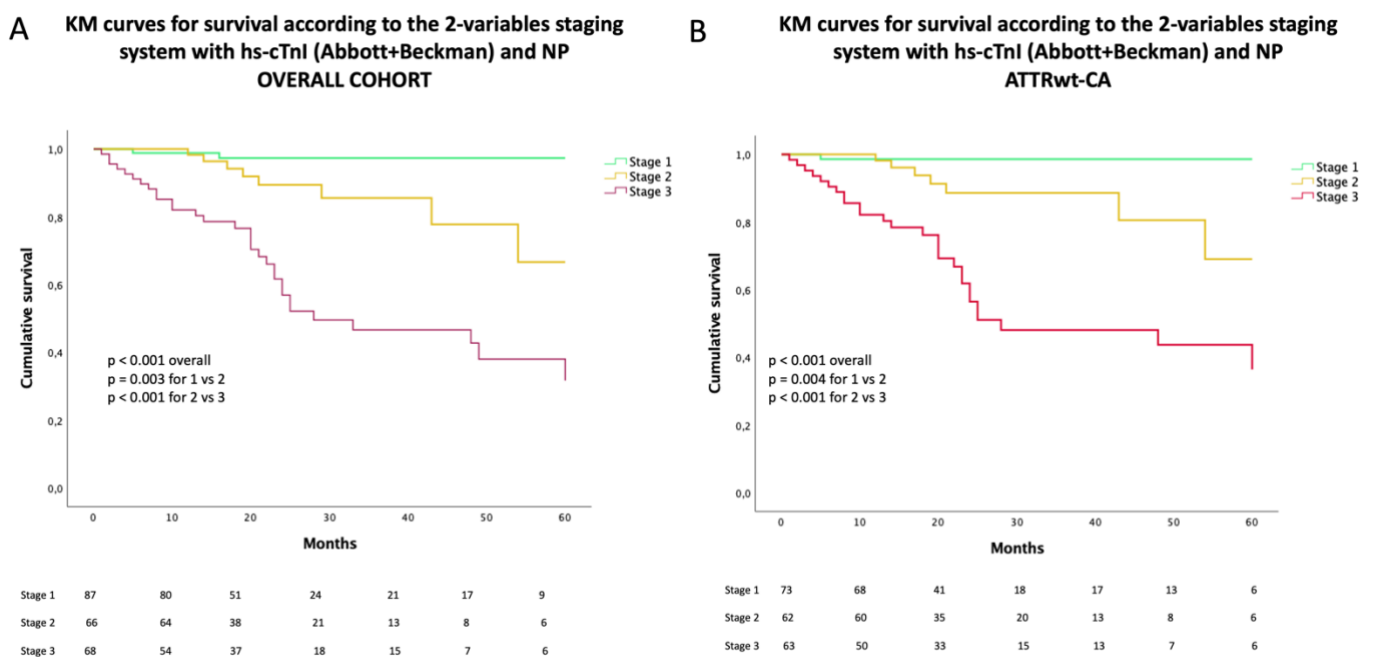 A
KM curves for survival according to the 2-variables staging
system with hs-cTnI (Abbott+Beckman) and NP
OVERALL COHORT
1,0
0,8
0,6
0,4
0,2
0,0
Cumulative survival
Stage 1
Stage 2
Stage 3
p < 0.001 overall
p = 0.003 for 1 vs 2
p < 0.001 for 2 vs 3
0 10 20 30 40 50 60
Months
Stage 1 87 80 51 24 21 17 9
Stage 2 66 64 38 21 13 8 6
Stage 3 68 54 37 18 15 7 6
B
KM curves for survival according to the 2-variables staging
system with hs-cTnI (Abbott+Beckman) and NP
ATTRwt-CA
1,0
0,8
0,6
0,4
0,2
0,0
Cumulative survival
Stage 1
Stage 2
Stage 3
p < 0.001 overall
p = 0.004 for 1 vs 2
p < 0.001 for 2 vs 3
0 10 20 30 40 50 60
Months
Stage 1 73 68 41 18 17 13 6
Stage 2 62 60 35 20 13 8 6
Stage 3 63 50 33 15 13 7 6